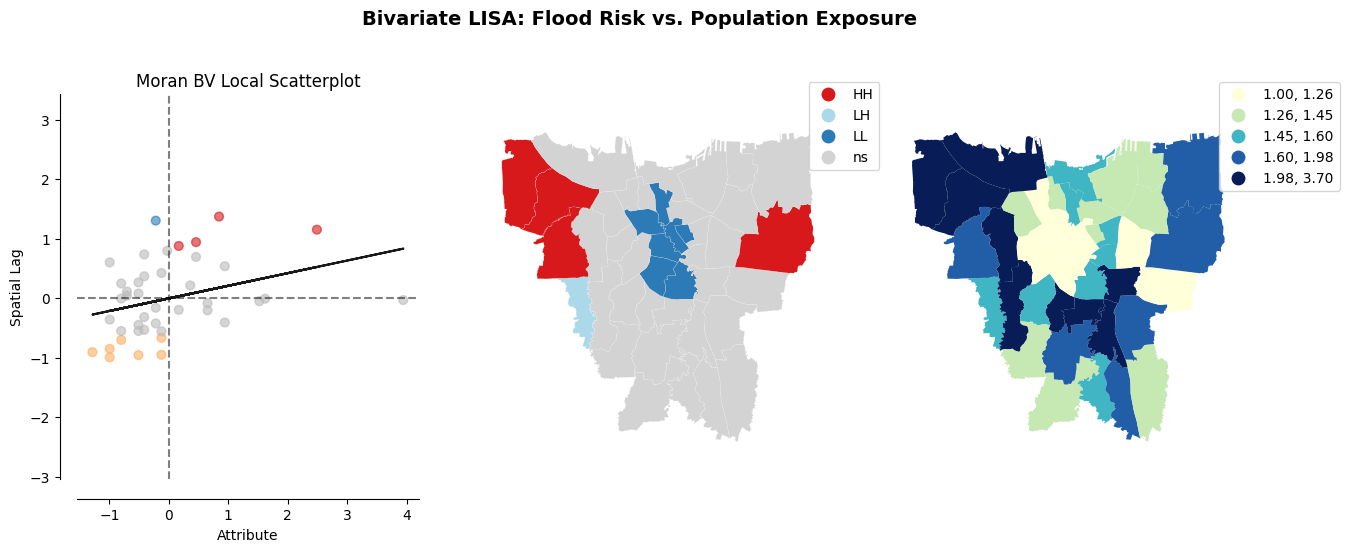 Bivariate LISA: Flood Risk vs. Population Exposure
Moran BV Local Scatterplot
3
2
1
0
−1
−2
−3
Spatial Lag
−1
0
1
2
3
4
Attribute
HH
LH
LL
ns
1.00, 1.26
1.26, 1.45
1.45, 1.60
1.60, 1.98
1.98, 3.70